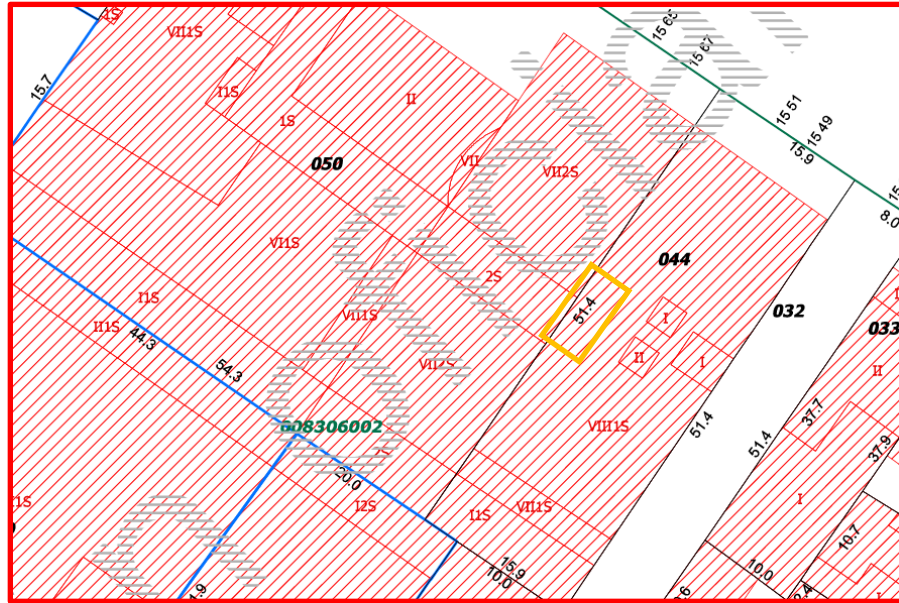 1S
VII1S
15.7
I1S
II
1S
050
VII
VII2S
15 65
15 67
15 51
15 49
15.9
8.0
VI1S
2S
044
51.4
032
033
I
I
II
I
II
I1S
II1S
44.3
54.3
VII1S
VII2S
VIII1S
51.4
51.4
37.7
37.9
608306002
20.0
I2S
I1S
VII1S
15.9
10.0
10.0
10.7
I
I
1S